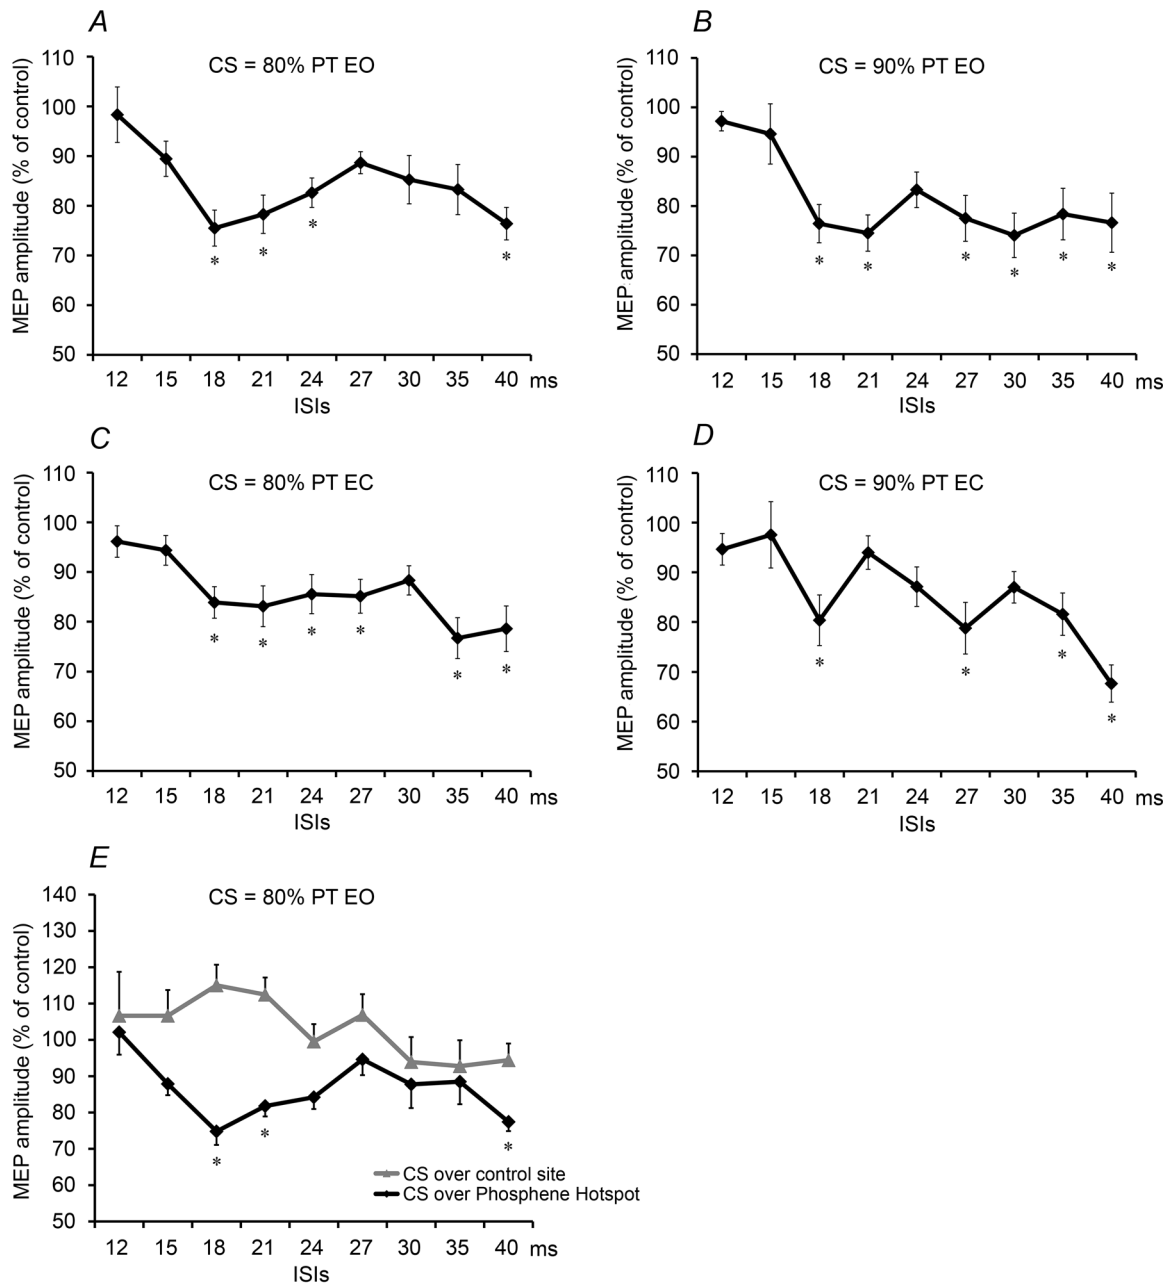 A
CS = 80% PT EO
MEP amplitude (% of control)
110
100
90
80
70
60
50
* * * *
12 15 18 21 24 27 30 35 40 ms
ISIs
B
CS = 90% PT EO
MEP amplitude (% of control)
110
100
90
80
70
60
50
* * * * * *
12 15 18 21 24 27 30 35 40 ms
ISIs
C
CS = 80% PT EC
MEP amplitude (% of control)
110
100
90
80
70
60
50
* * * * * *
12 15 18 21 24 27 30 35 40 ms
ISIs
D
CS = 90% PT EC
MEP amplitude (% of control)
110
100
90
80
70
60
50
* * * *
12 15 18 21 24 27 30 35 40 ms
ISIs
E
CS = 80% PT EO
MEP amplitude (% of control)
140
130
120
110
100
90
80
70
60
50
* * *
CS over control site
CS over Phosphene Hotspot
12 15 18 21 24 27 30 35 40 ms
ISIs